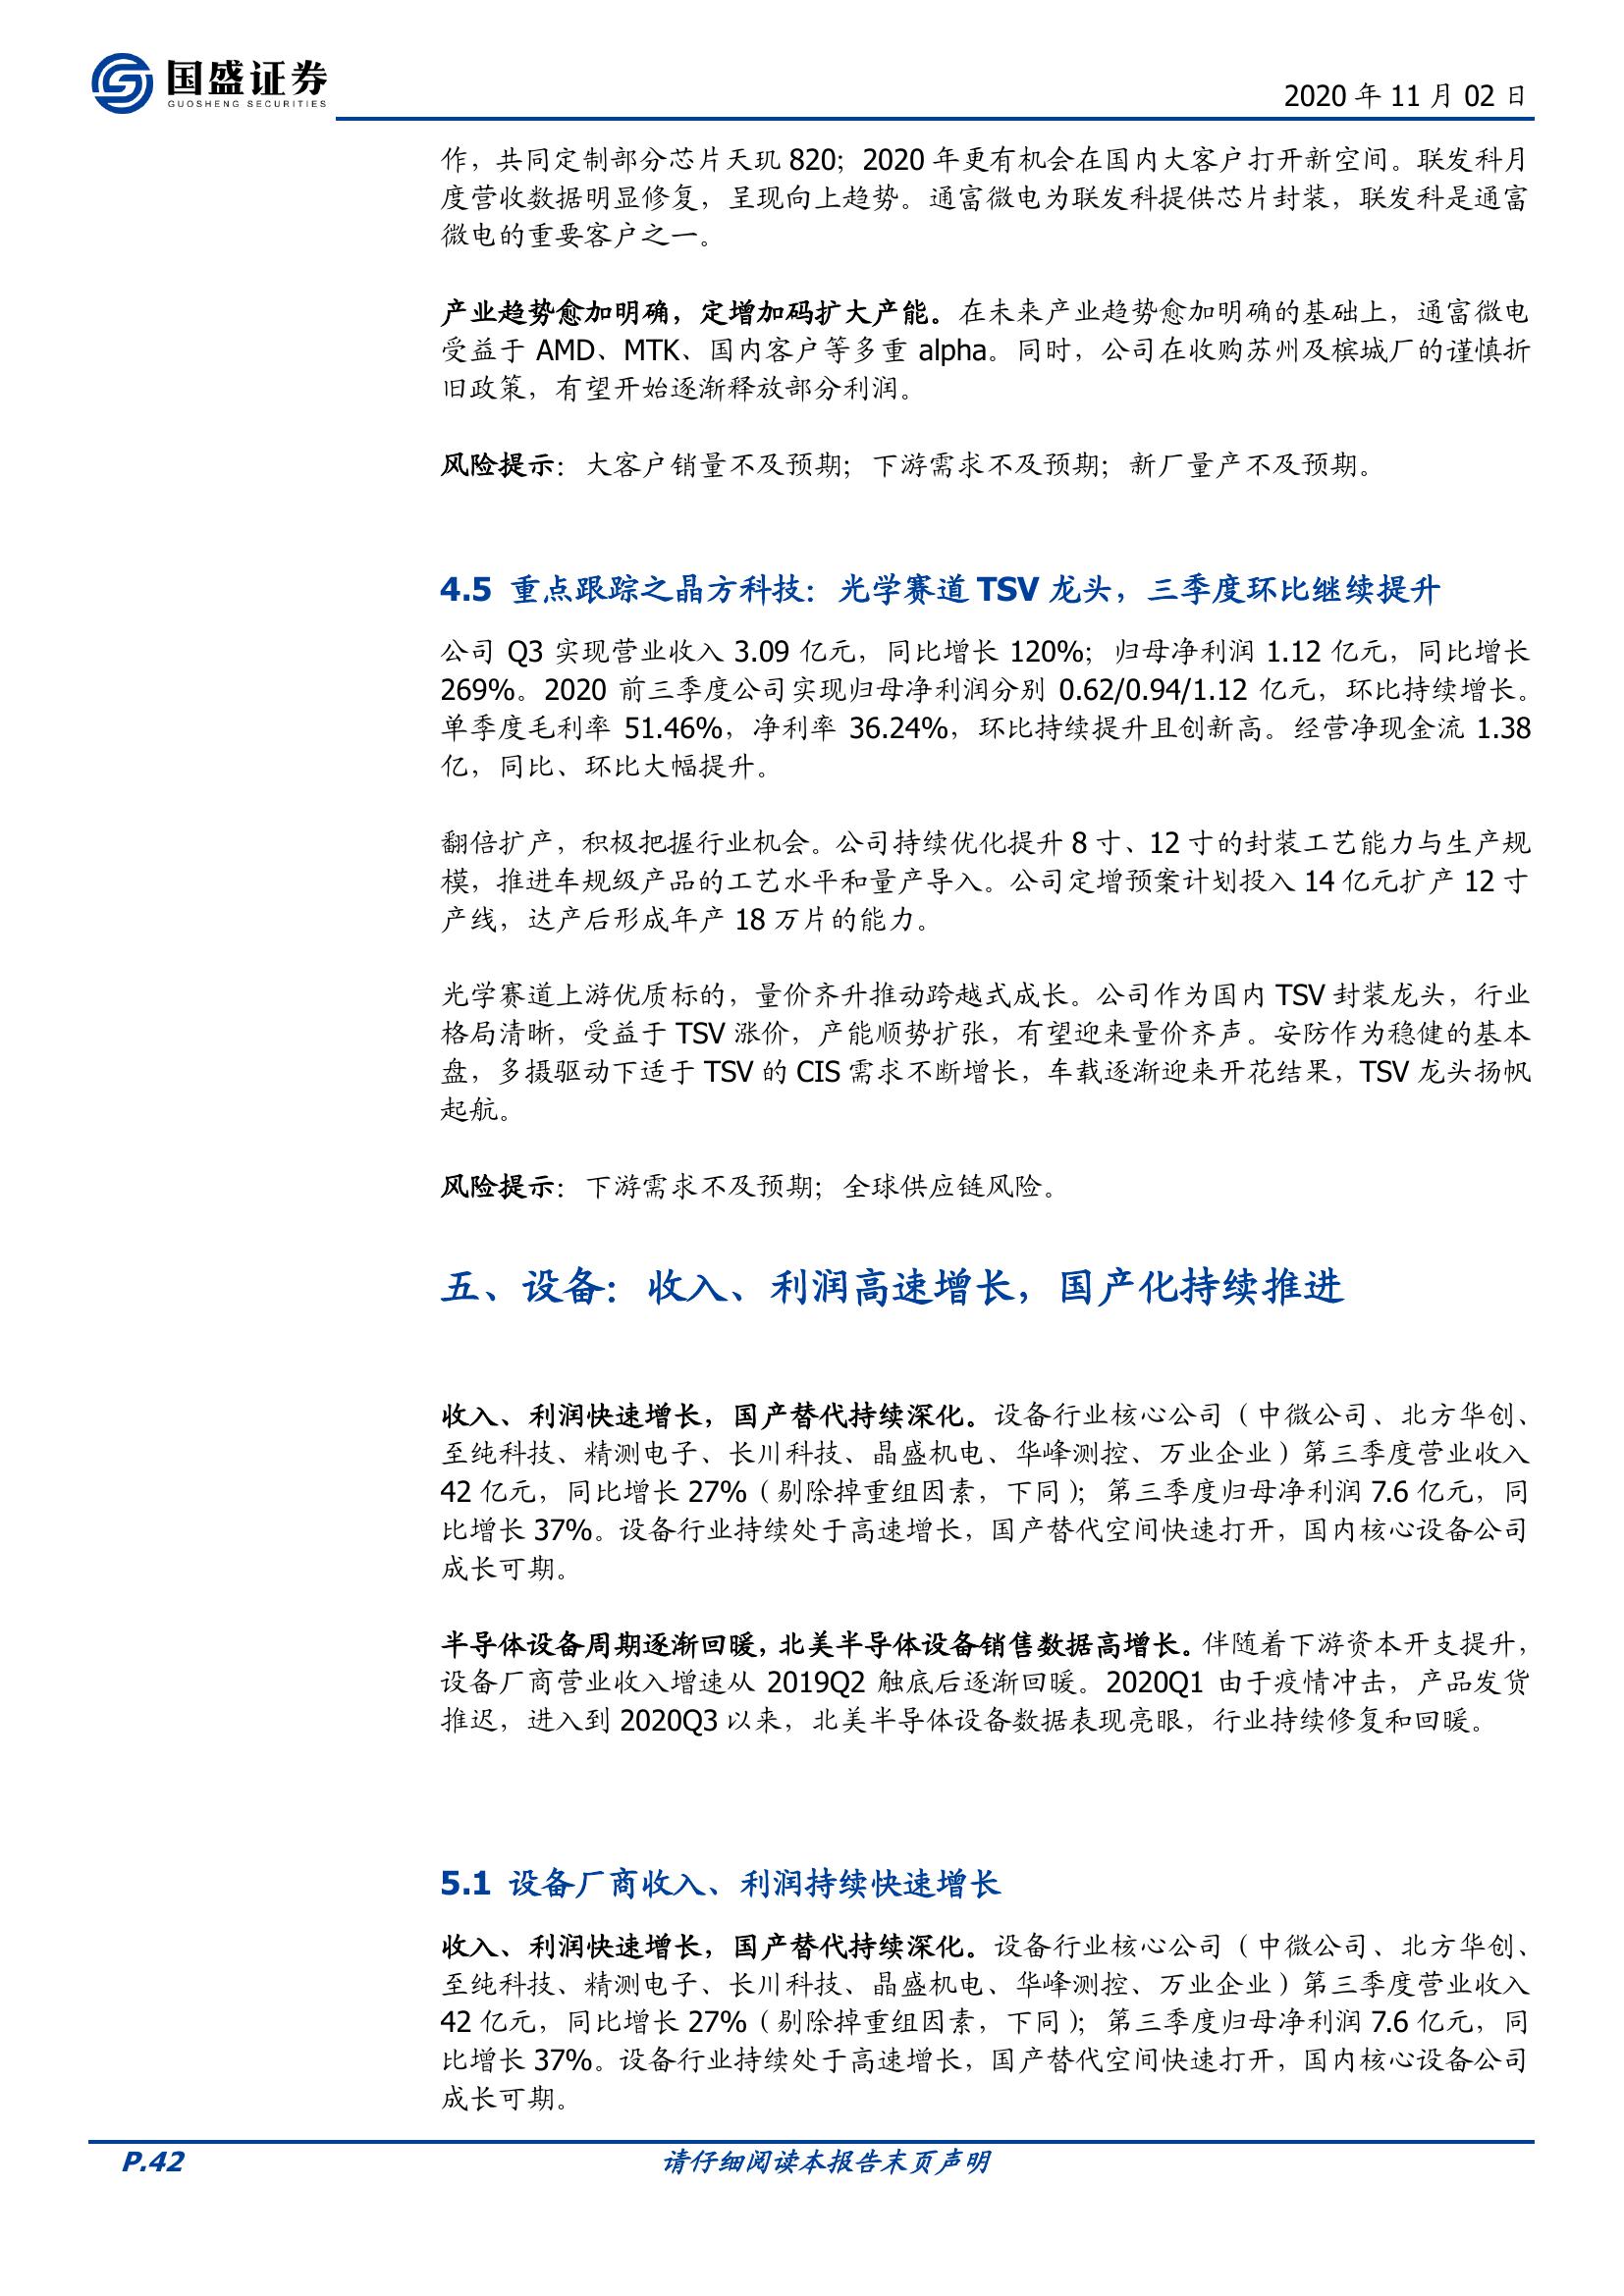 国盛证券
GUOSHENG SECURITIES
2020 年 11 月 02 日
作，共同定制部分芯片天玑 820；2020 年更有机会在国内大客户打开新空间。联发科月
度营收数据明显修复，呈现向上趋势。通富微电为联发科提供芯片封装，联发科是通富
微电的重要客户之一。
产业趋势愈加明确，定增加码扩大产能。在未来产业趋势愈加明确的基础上，通富微电
受益于 AMD、MTK、国内客户等多重 alpha。同时，公司在收购苏州及槟城厂的谨慎折
旧政策，有望开始逐渐释放部分利润。
风险提示：大客户销量不及预期；下游需求不及预期；新厂量产不及预期。
4.5 重点跟踪之晶方科技：光学赛道 TSV 龙头，三季度环比继续提升
公司 Q3 实现营业收入 3.09 亿元，同比增长 120%；归母净利润 1.12 亿元，同比增长
269%。2020 前三季度公司实现归母净利润分别 0.62/0.94/1.12 亿元，环比持续增长。
单季度毛利率 51.46%，净利率 36.24%，环比持续提升且创新高。经营净现金流 1.38
亿，同比、环比大幅提升。
翻倍扩产，积极把握行业机会。公司持续优化提升 8 寸、12 寸的封装工艺能力与生产规
模，推进车规级产品的工艺水平和量产导入。公司定增预案计划投入 14 亿元扩产 12 寸
产线，达产后形成年产 18 万片的能力。
光学赛道上游优质标的，量价齐升推动跨越式成长。公司作为国内 TSV 封装龙头，行业
格局清晰，受益于 TSV 涨价，产能顺势扩张，有望迎来量价齐声。安防作为稳健的基本
盘，多摄驱动下适于 TSV 的 CIS 需求不断增长，车载逐渐迎来开花结果，TSV 龙头扬帆
起航。
风险提示：下游需求不及预期；全球供应链风险。
五、设备：收入、利润高速增长，国产化持续推进
收入、利润快速增长，国产替代持续深化。设备行业核心公司（中微公司、北方华创、
至纯科技、精测电子、长川科技、晶盛机电、华峰测控、万业企业）第三季度营业收入
42 亿元，同比增长 27%（剔除掉重组因素，下同）；第三季度归母净利润 7.6 亿元，同
比增长 37%。设备行业持续处于高速增长，国产替代空间快速打开，国内核心设备公司
成长可期。
半导体设备周期逐渐回暖，北美半导体设备销售数据高增长。伴随着下游资本开支提升，
设备厂商营业收入增速从 2019Q2 触底后逐渐回暖。2020Q1 由于疫情冲击，产品发货
推迟，进入到 2020Q3 以来，北美半导体设备数据表现亮眼，行业持续修复和回暖。
5.1 设备厂商收入、利润持续快速增长
收入、利润快速增长，国产替代持续深化。设备行业核心公司（中微公司、北方华创、
至纯科技、精测电子、长川科技、晶盛机电、华峰测控、万业企业）第三季度营业收入
42 亿元，同比增长 27%（剔除掉重组因素，下同）；第三季度归母净利润 7.6 亿元，同
比增长 37%。设备行业持续处于高速增长，国产替代空间快速打开，国内核心设备公司
成长可期。
P.42
请仔细阅读本报告末页声明